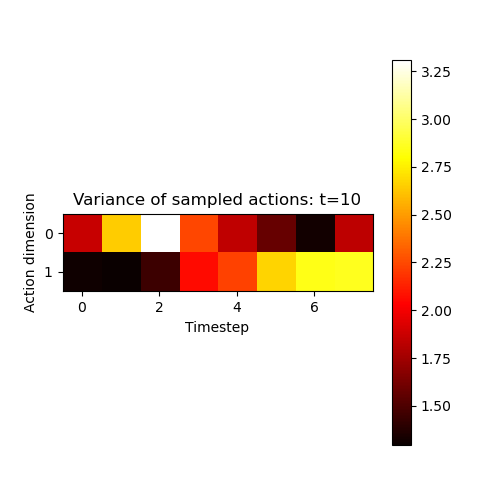 Variance of sampled actions: t=10
Action dimension
0
1
0 2 4 6
Timestep
3.25
3.00
2.75
2.50
2.25
2.00
1.75
1.50